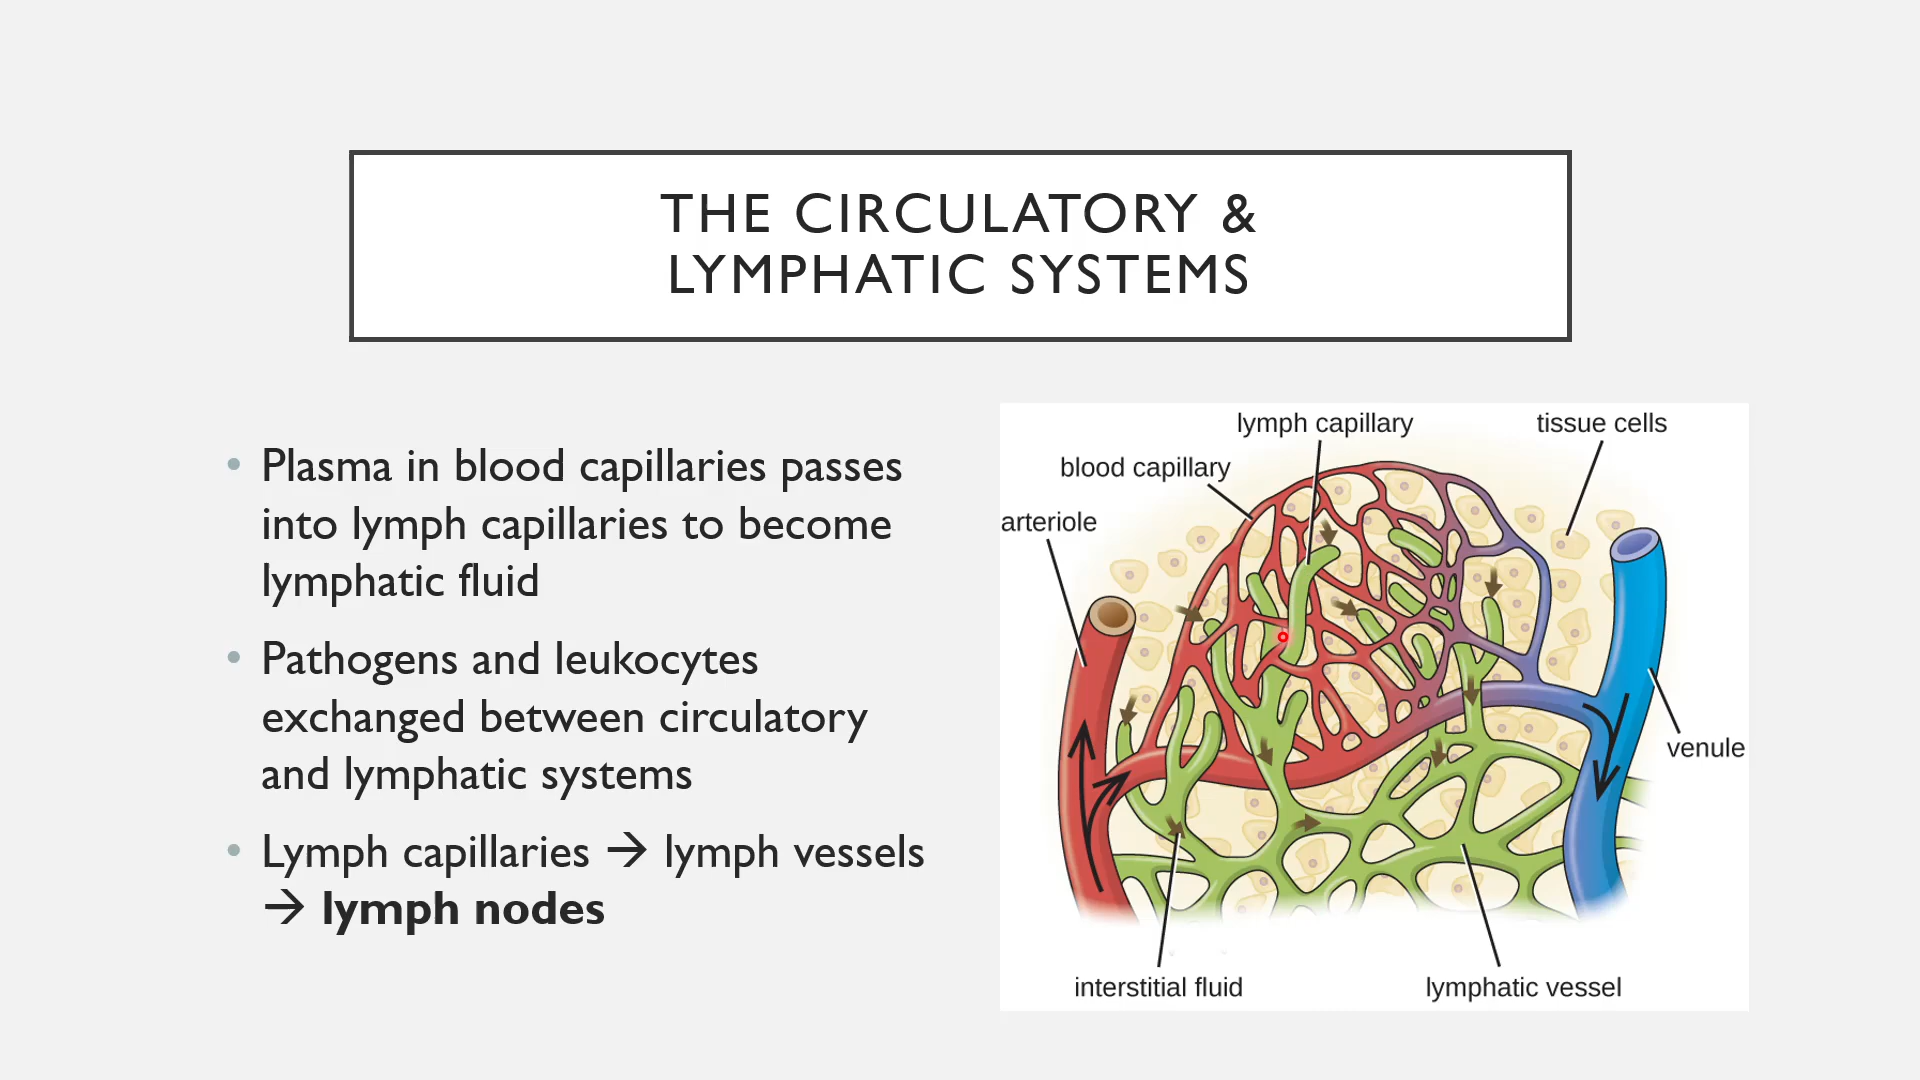 THE CIRCULATORY &
LYMPHATIC SYSTEMS
• Plasma in blood capillaries passes
into lymph capillaries to become
lymphatic fluid
• Pathogens and leukocytes
exchanged between circulatory
and lymphatic systems
• Lymph capillaries → lymph vessels
→ lymph nodes
lymph capillary
tissue cells
blood capillary
arteriole
venule
interstitial fluid
lymphatic vessel